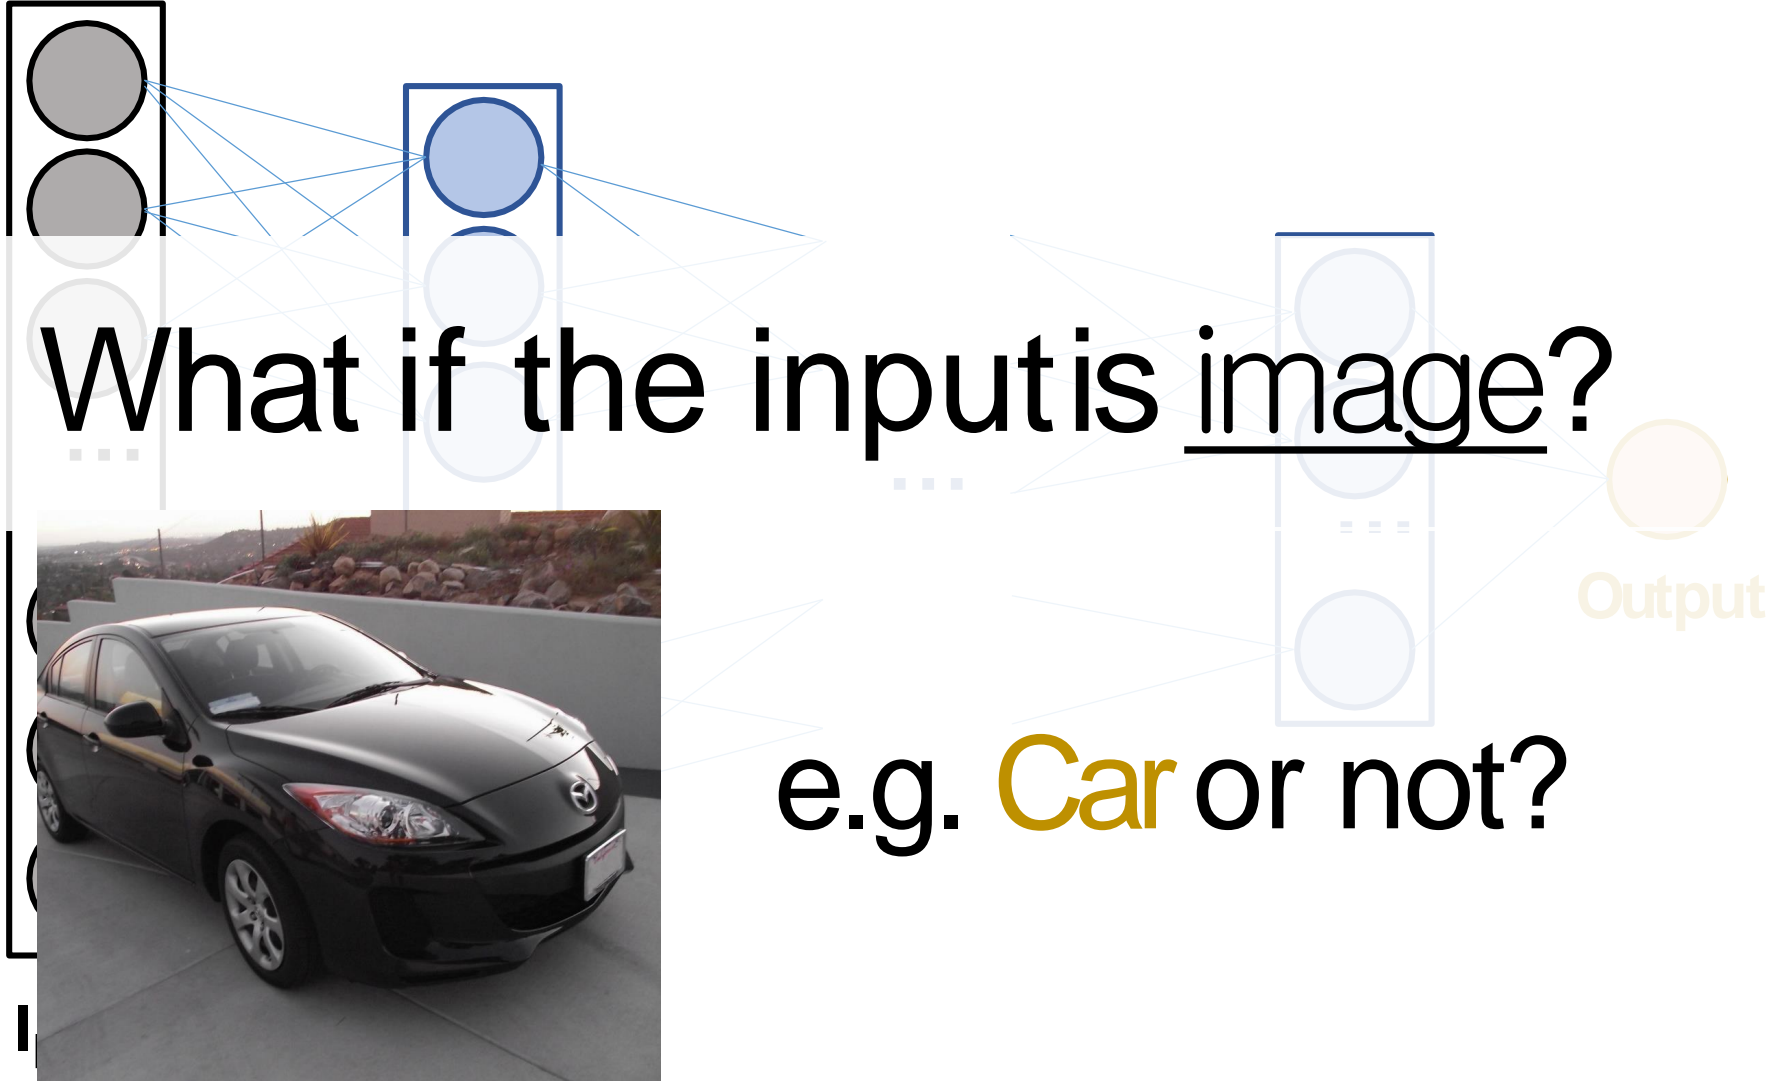 What if the input is image?
...
...
...
Output
e.g. Car or not?